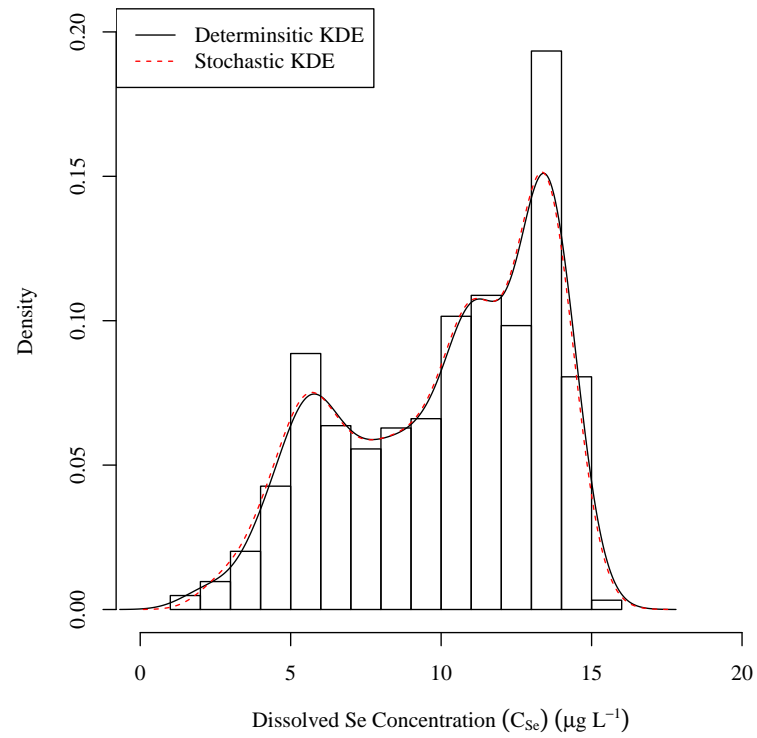 Determinsitic KDE
Stochastic KDE
0.20
0.15
0.10
0.05
0.00
Density
0 5 10 15 20
Dissolved Se Concentration (C_Se) (μg L⁻¹)